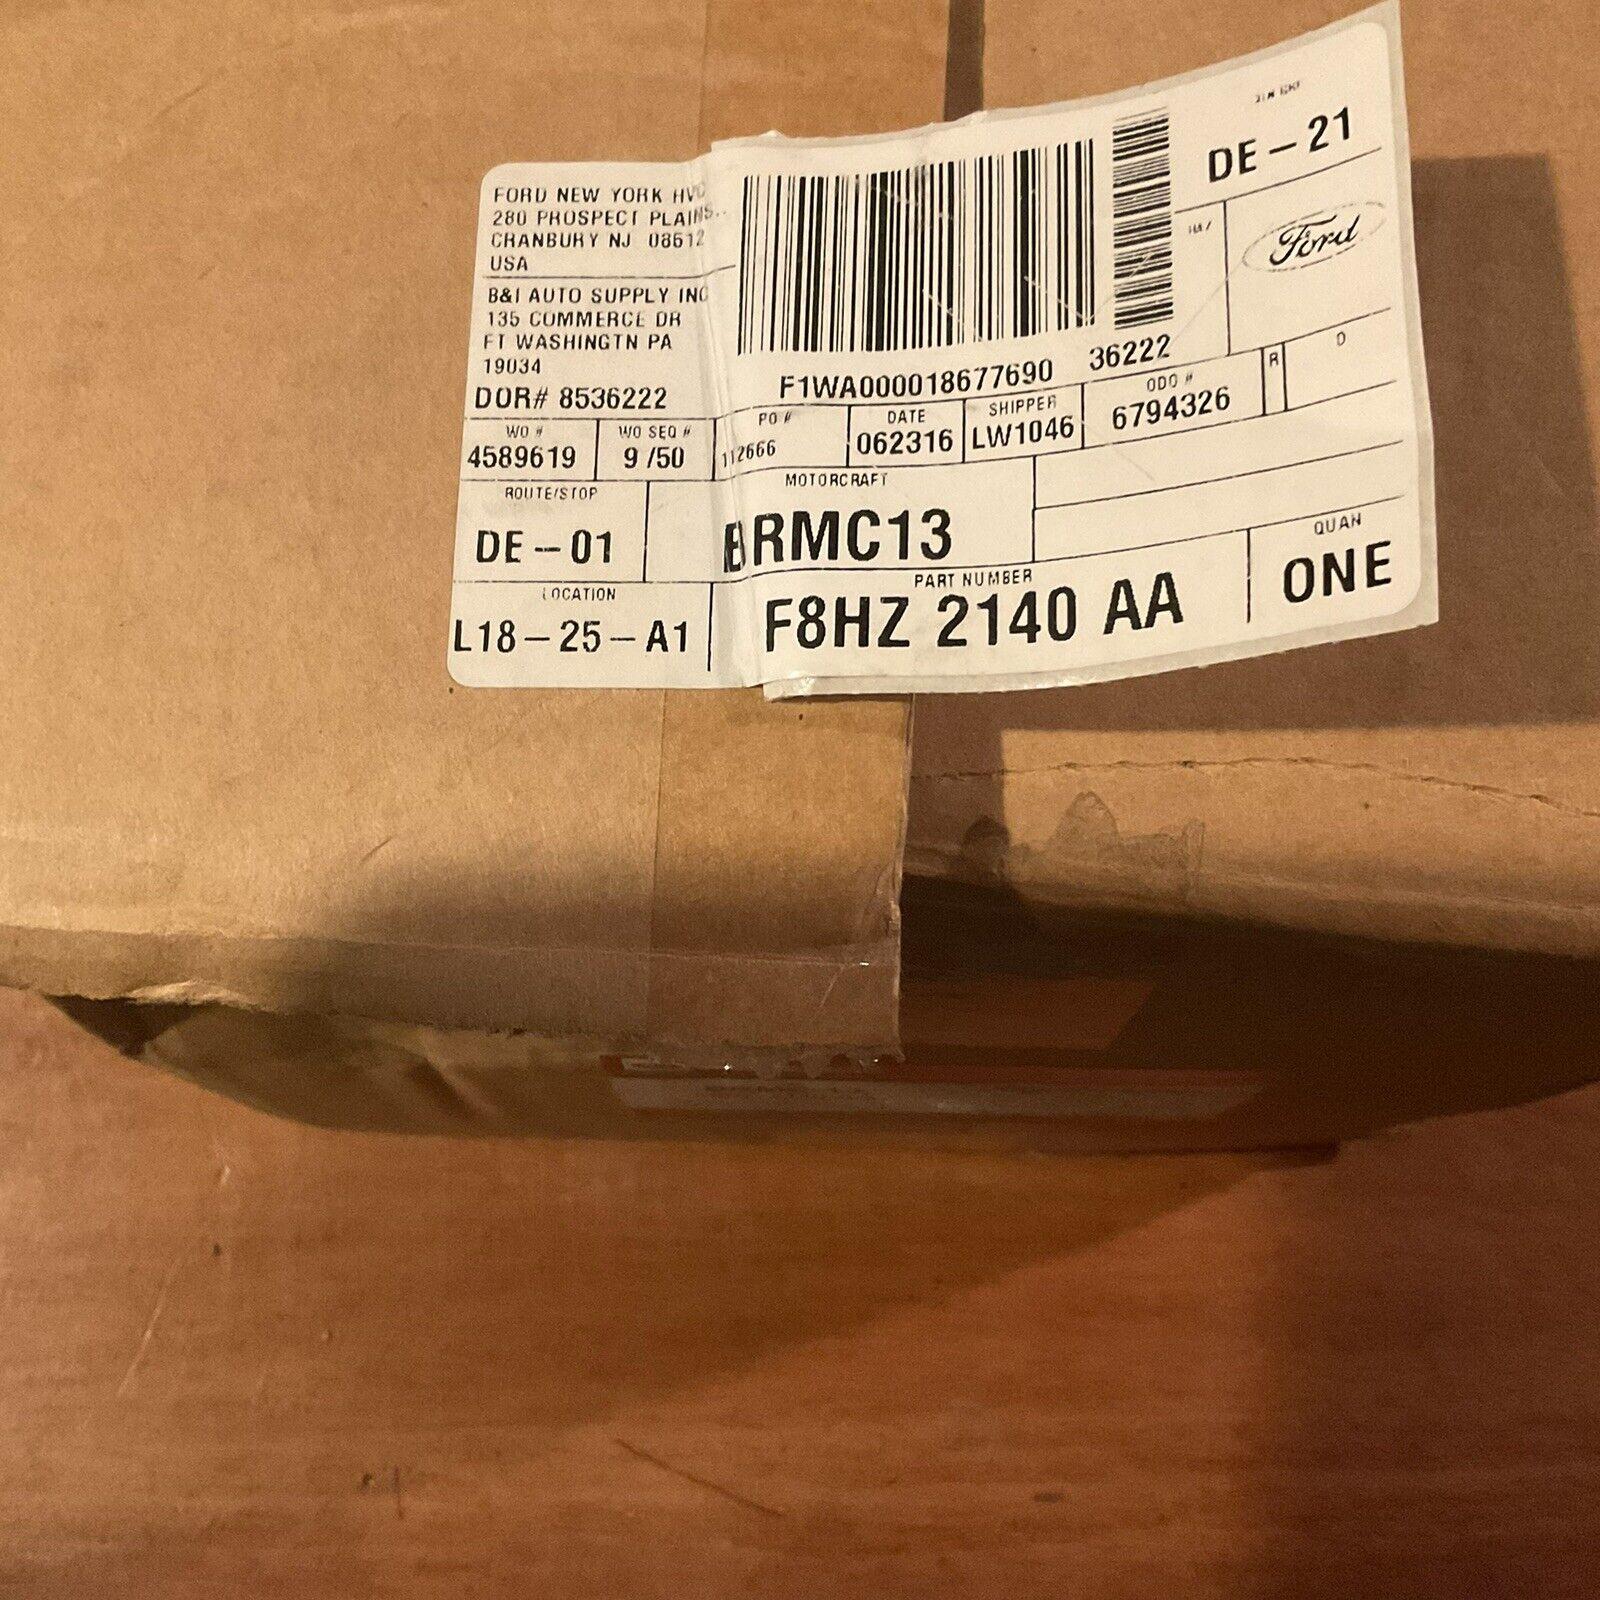 FORD NEW YORK HVC
280 PROSPECT PLAINS
CRANBURY NJ 08512
USA
B&I AUTO SUPPLY INC
135 COMMERCE DR
FT WASHINGTN PA
19034
DOR# 8536222
F1WA000018677690 36222
DE-21
Ford
WO # WO SEQ # PO # DATE SHIPPER ODO # R D
4589619 9 /50 112666 062316 LW1046 6794326
ROUTE/STOP MOTORCRAFT
DE-01 BRMC13
LOCATION PART NUMBER QUAN
L18-25-A1 F8HZ 2140 AA ONE